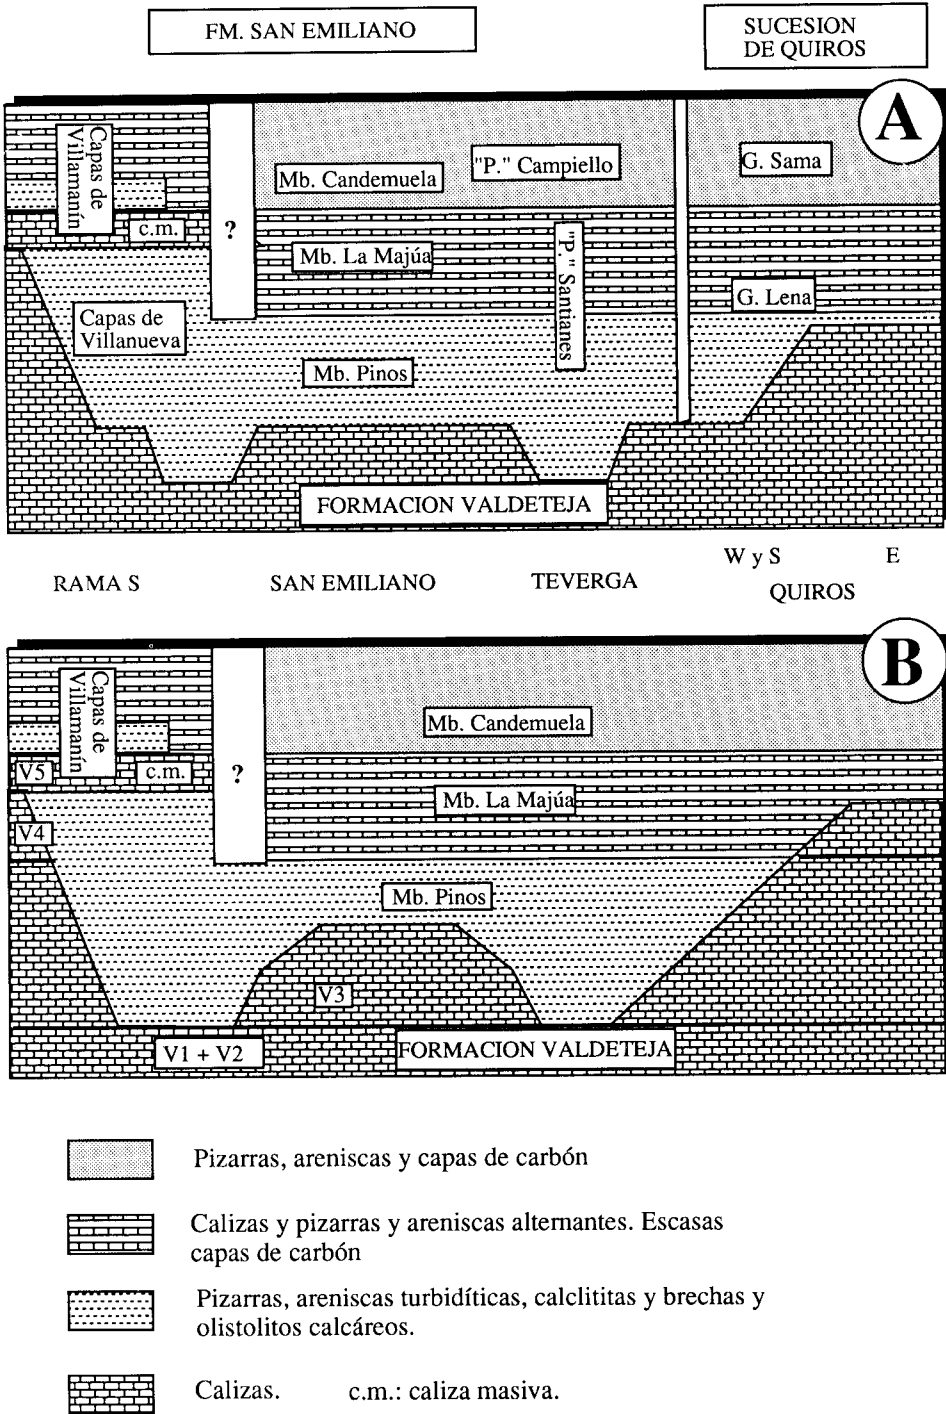 FM. SAN EMILIANO
SUCESION
DE QUIROS
A
Capas de
Villamanín
c.m.
?
Mb. Candemuela
"P." Campiello
G. Sama
Mb. La Majúa
"P." Santianes
G. Lena
Capas de
Villanueva
Mb. Pinos
FORMACION VALDETEJA
RAMA S
SAN EMILIANO
TEVERGA
W y S
E
QUIROS
B
Capas de
Villamanín
V5
c.m.
?
Mb. Candemuela
Mb. La Majúa
V4
Mb. Pinos
V3
V1 + V2
FORMACION VALDETEJA
Pizarras, areniscas y capas de carbón
Calizas y pizarras y areniscas alternantes. Escasas
capas de carbón
Pizarras, areniscas turbidíticas, calclititas y brechas y
olistolitos calcáreos.
Calizas. c.m.: caliza masiva.